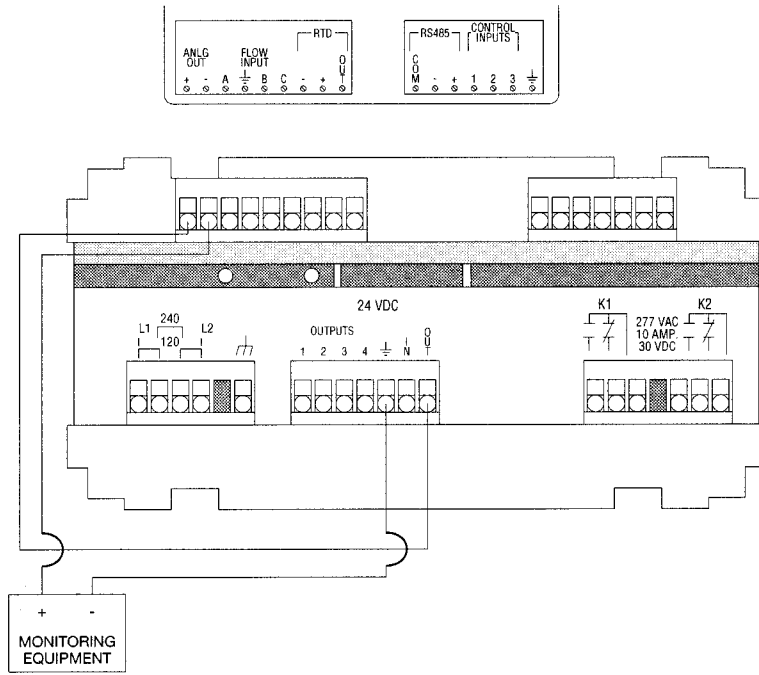 ANLG
OUT
FLOW
INPUT
RTD
OUT
+ - A ⏚ B C - +
RS485
CONTROL
INPUTS
COM
- + 1 2 3 ⏚
24 VDC
L1 240 L2
120
OUTPUTS
1 2 3 4 ⏚ IN OUT
K1 K2
277 VAC
10 AMP.
30 VDC
+ -
MONITORING
EQUIPMENT